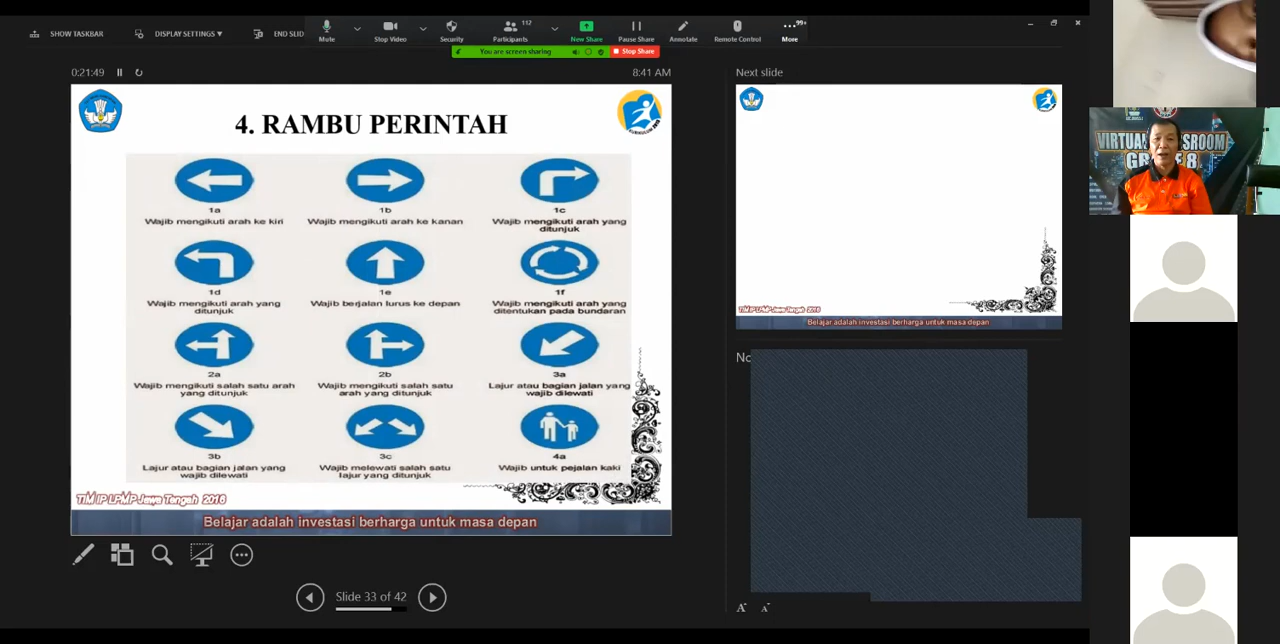 SHOW TASKBAR
DISPLAY SETTINGS ▼
END SLID
Mute
Stop Video
Security
112
Participants
New Share
Pause Share
Annotate
Remote Control
99+
More
You are screen sharing
Stop Share
0:21:49
8:41 AM
4. RAMBU PERINTAH
1a
Wajib mengikuti arah ke kiri
1b
Wajib mengikuti arah ke kanan
1c
Wajib mengikuti arah yang
ditunjuk
1d
Wajib mengikuti arah yang
ditunjuk
1e
Wajib berjalan lurus ke depan
1f
Wajib mengikuti arah yang
ditentukan pada bundaran
2a
Wajib mengikuti salah satu arah
yang ditunjuk
2b
Wajib mengikuti salah satu
arah yang ditunjuk
3a
Lajur atau bagian jalan yang
wajib dilewati
3b
Lajur atau bagian jalan yang
wajib dilewati
3c
Wajib melewati salah satu
lajur yang ditunjuk
4a
Wajib untuk pejalan kaki
TIM IP LPMP Jawa Tengah 2016
Belajar adalah investasi berharga untuk masa depan
Slide 33 of 42
Next slide
TIM IP LPMP Jawa Tengah 2016
Belajar adalah investasi berharga untuk masa depan
No
A A